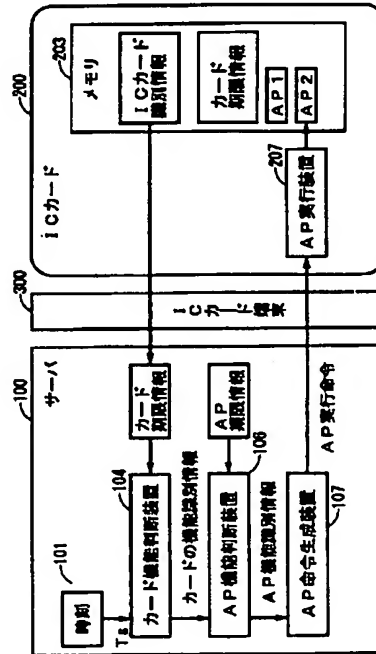 100
サーバ
101
時刻
Ts
104
カード機能判断装置
カード
期限情報
カードの機能識別情報
106
AP機能判断装置
AP
期限情報
AP機能識別情報
107
AP命令生成装置
AP実行命令
300
ICカード端末
200
ICカード
203
メモリ
ICカード
識別情報
カード
期限情報
AP1
AP2
207
AP実行装置